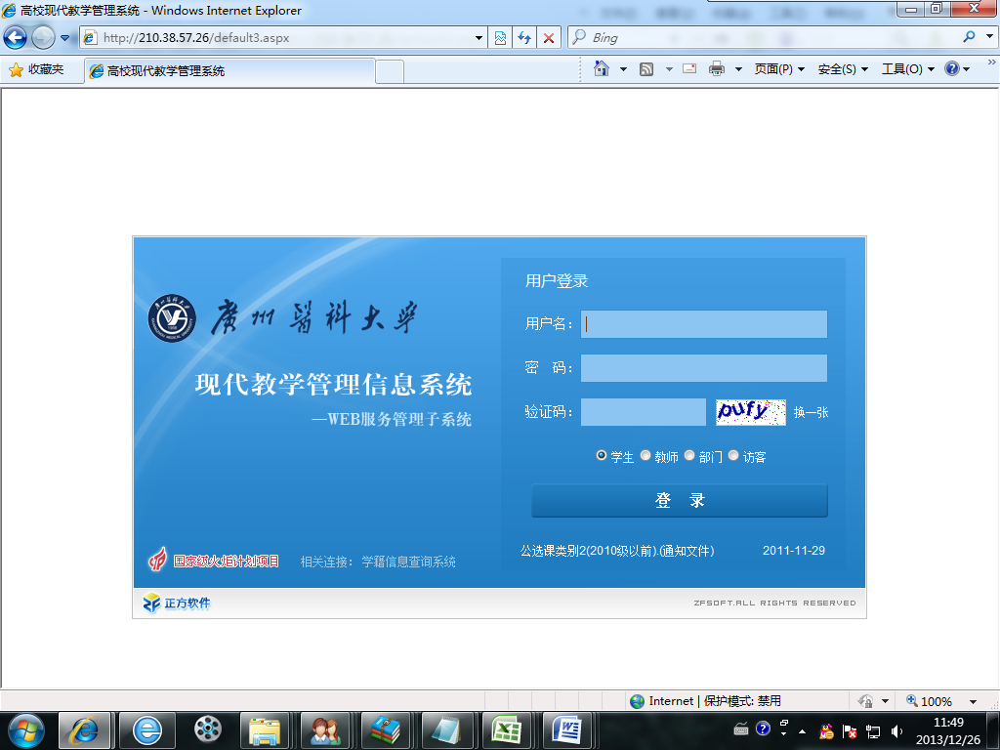 高校现代教学管理系统 - Windows Internet Explorer
http://210.38.57.26/default3.aspx
Bing
收藏夹
高校现代教学管理系统
页面(P)
安全(S)
工具(O)
»
广州醫科大学
现代教学管理信息系统
—WEB服务管理子系统
用户登录
用户名：
密 码：
验证码：
pufy
换一张
学生 教师 部门 访客
登 录
公选课类别2(2010级以前).(通知文件) 2011-11-29
国家级火炬计划项目
相关连接： 学籍信息查询系统
正方软件
ZFSOFT.ALL RIGHTS RESERVED
Internet | 保护模式: 禁用
100%
11:49
2013/12/26